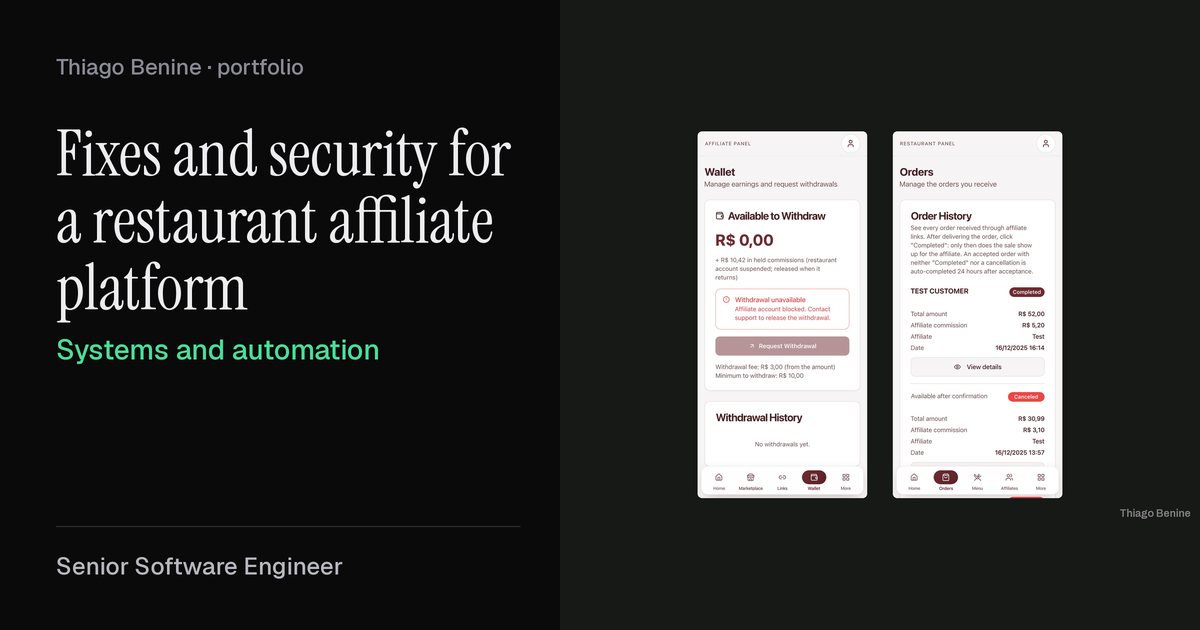 Thiago Benine · portfolio
Fixes and security for
a restaurant affiliate
platform
Systems and automation
Senior Software Engineer
AFFILIATE PANEL
Wallet
Manage earnings and request withdrawals
Available to Withdraw
R$ 0,00
+ R$ 10,42 in held commissions (restaurant
account suspended; released when it
returns)
Withdrawal unavailable
Affiliate account blocked. Contact
support to release the withdrawal.
Request Withdrawal
Withdrawal fee: R$ 3,00 (from the amount)
Minimum to withdraw: R$ 10,00
Withdrawal History
No withdrawals yet.
Home Marketplace Links Wallet More
RESTAURANT PANEL
Orders
Manage the orders you receive
Order History
See every order received through affiliate
links. After delivering the order, click
"Completed": only then does the sale show
up for the affiliate. An accepted order with
neither "Completed" nor a cancellation is
auto-completed 24 hours after acceptance.
TEST CUSTOMER Completed
Total amount R$ 52,00
Affiliate commission R$ 5,20
Affiliate Test
Date 16/12/2025 16:14
View details
Available after confirmation Canceled
Total amount R$ 30,99
Affiliate commission R$ 3,10
Affiliate Test
Date 16/12/2025 13:57
Home Orders Menu Affiliates More
Thiago Benine